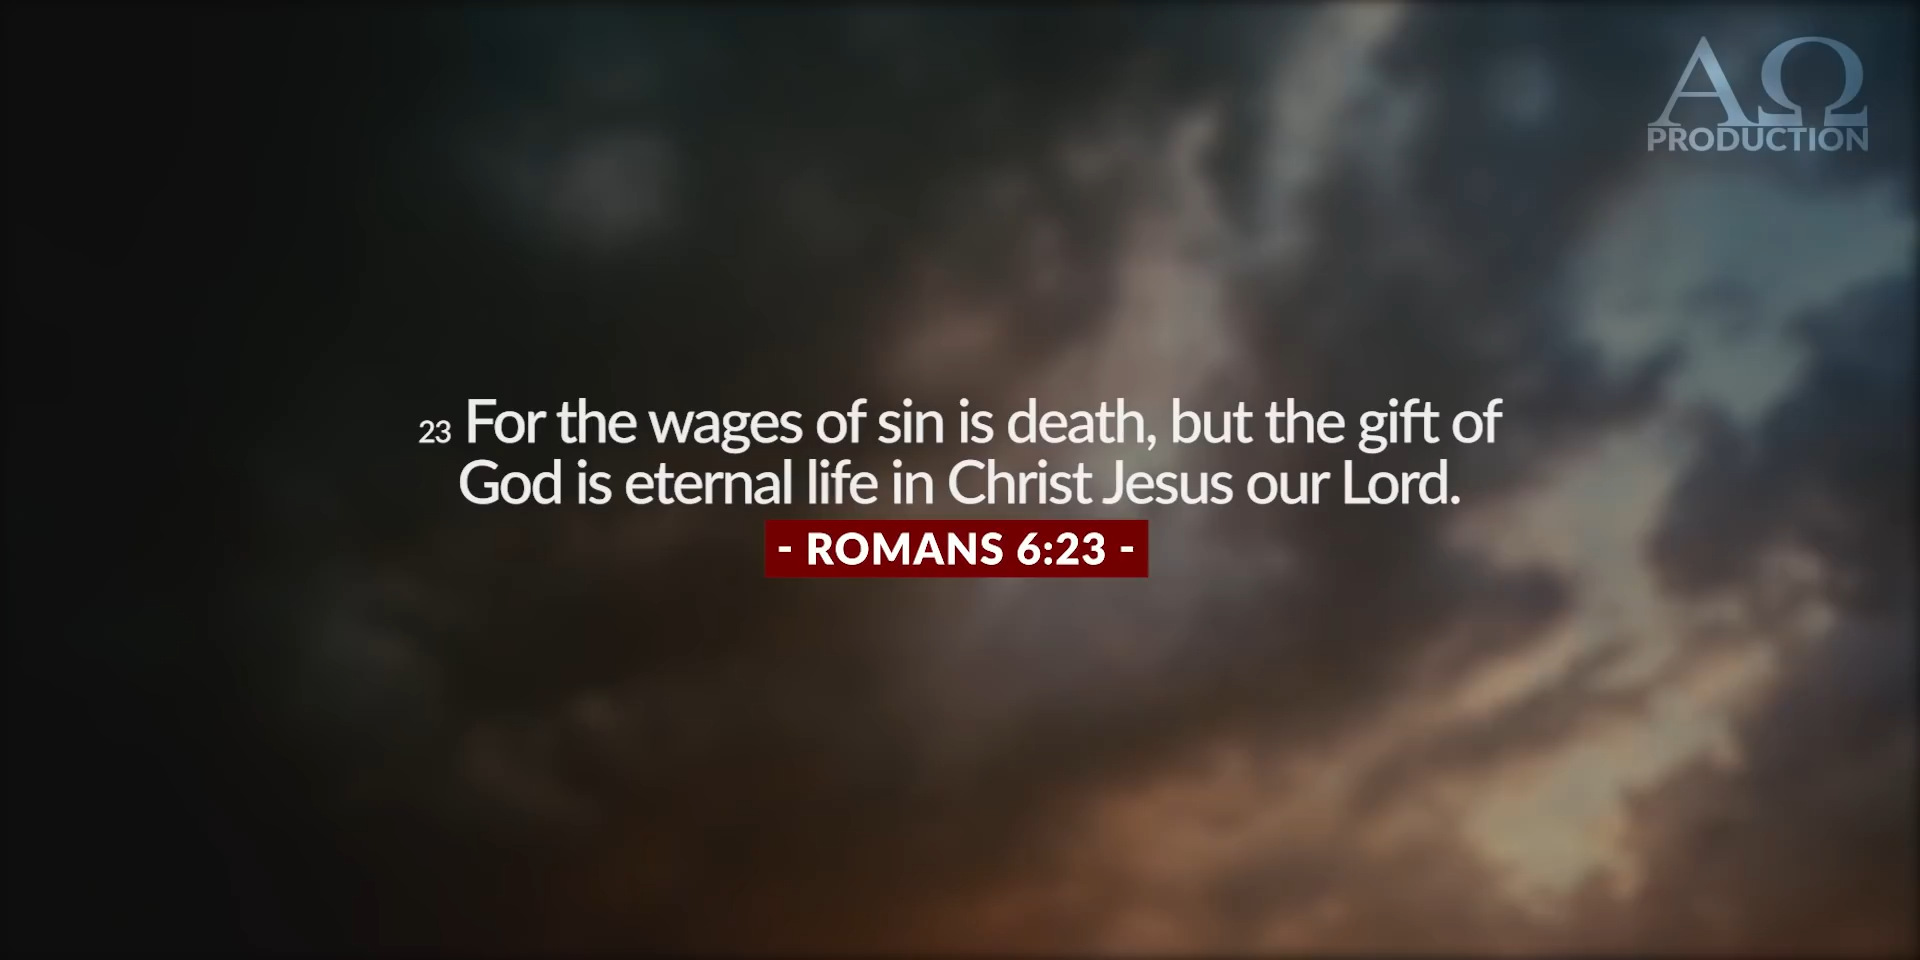 AΩ
PRODUCTION
23 For the wages of sin is death, but the gift of
God is eternal life in Christ Jesus our Lord.
- ROMANS 6:23 -